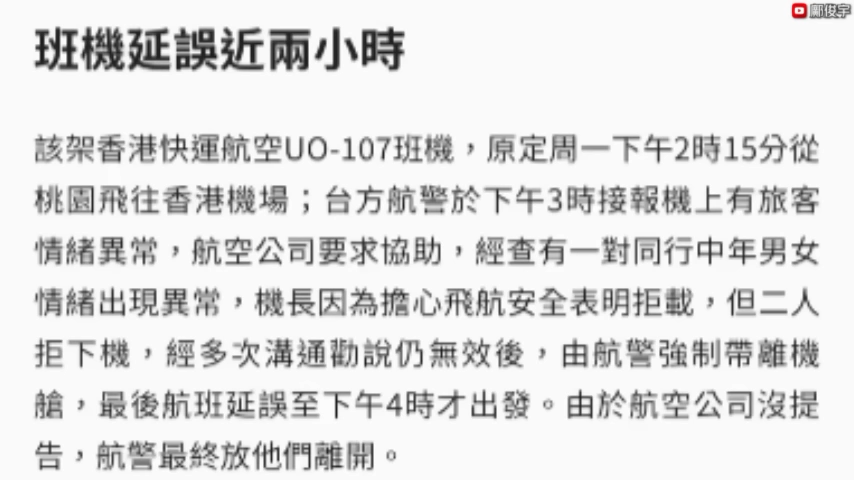 鄺俊宇
班機延誤近兩小時
該架香港快運航空UO-107班機，原定周一下午2時15分從
桃園飛往香港機場；台方航警於下午3時接報機上有旅客
情緒異常，航空公司要求協助，經查有一對同行中年男女
情緒出現異常，機長因為擔心飛航安全表明拒載，但二人
拒下機，經多次溝通勸說仍無效後，由航警強制帶離機
艙，最後航班延誤至下午4時才出發。由於航空公司沒提
告，航警最終放他們離開。